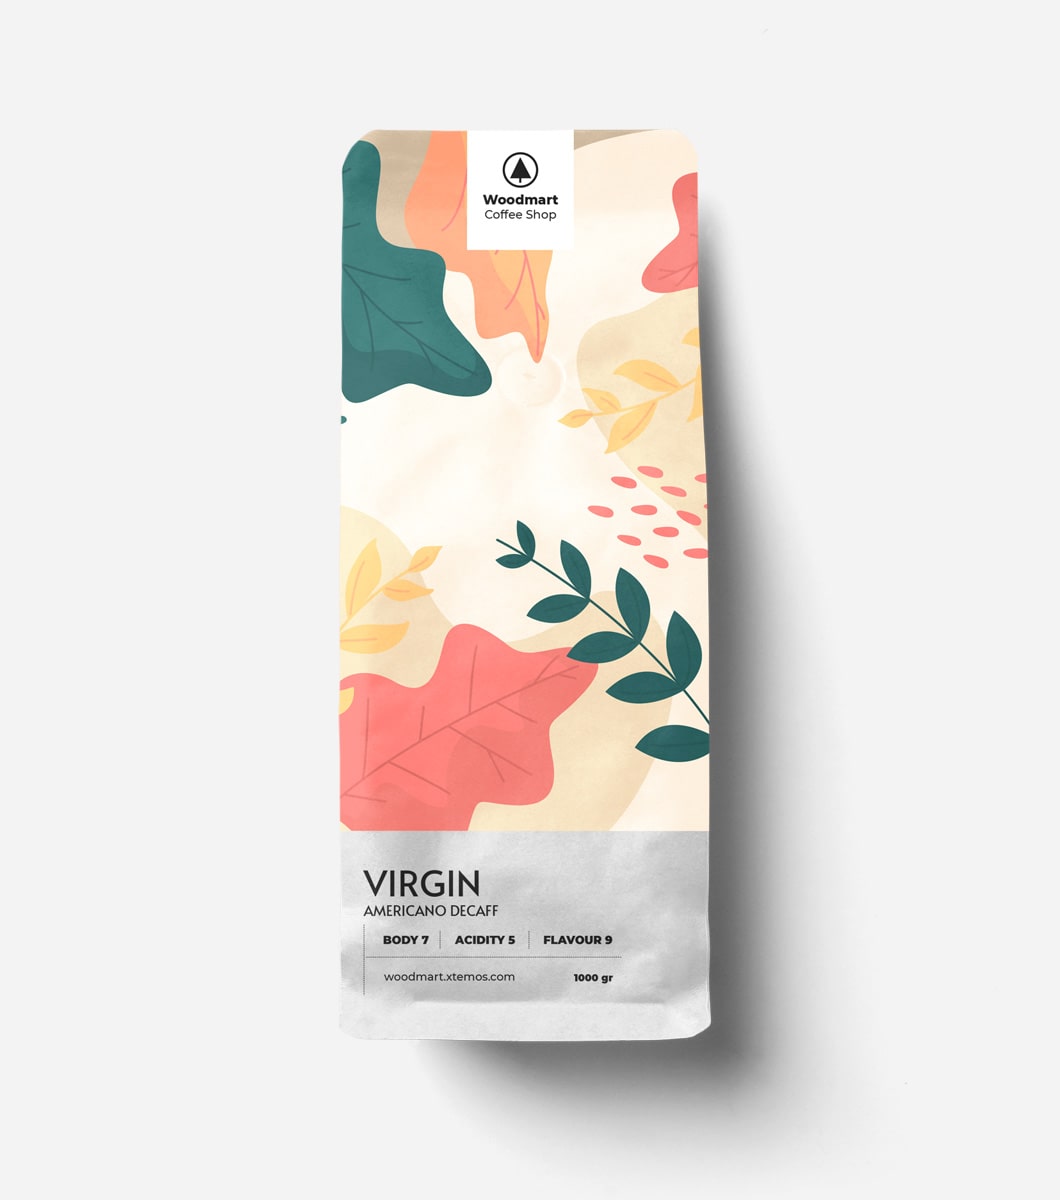 Woodmart
Coffee Shop
VIRGIN
AMERICANO DECAFF
BODY 7 ACIDITY 5 FLAVOUR 9
woodmart.xtemos.com 1000 gr